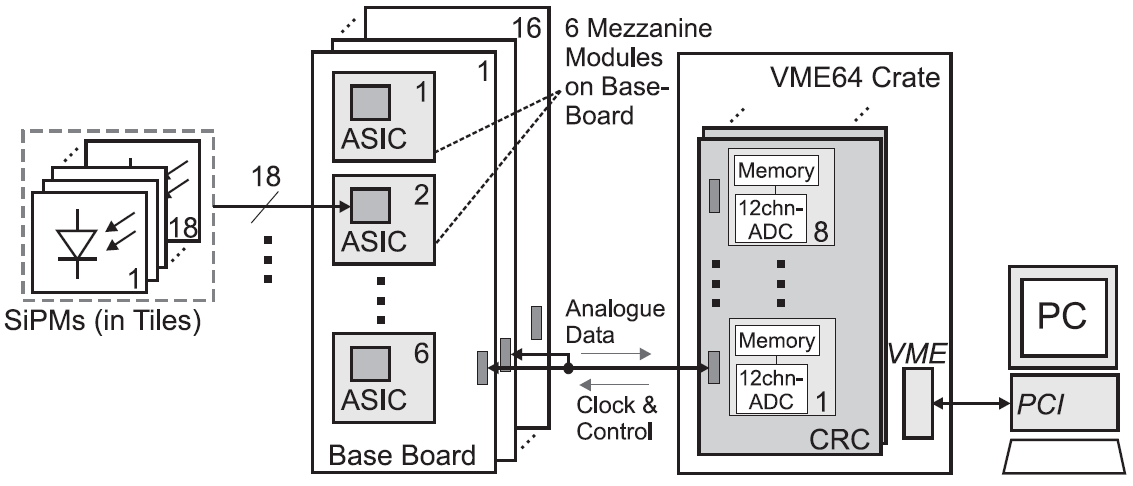 18
1
SiPMs (in Tiles)
18
16
1
1
ASIC
2
ASIC
6
ASIC
Base Board
6 Mezzanine
Modules
on Base-
Board
Analogue
Data
Clock &
Control
VME64 Crate
Memory
12chn-
ADC
8
Memory
12chn-
ADC
1
CRC
VME
PC
PCI